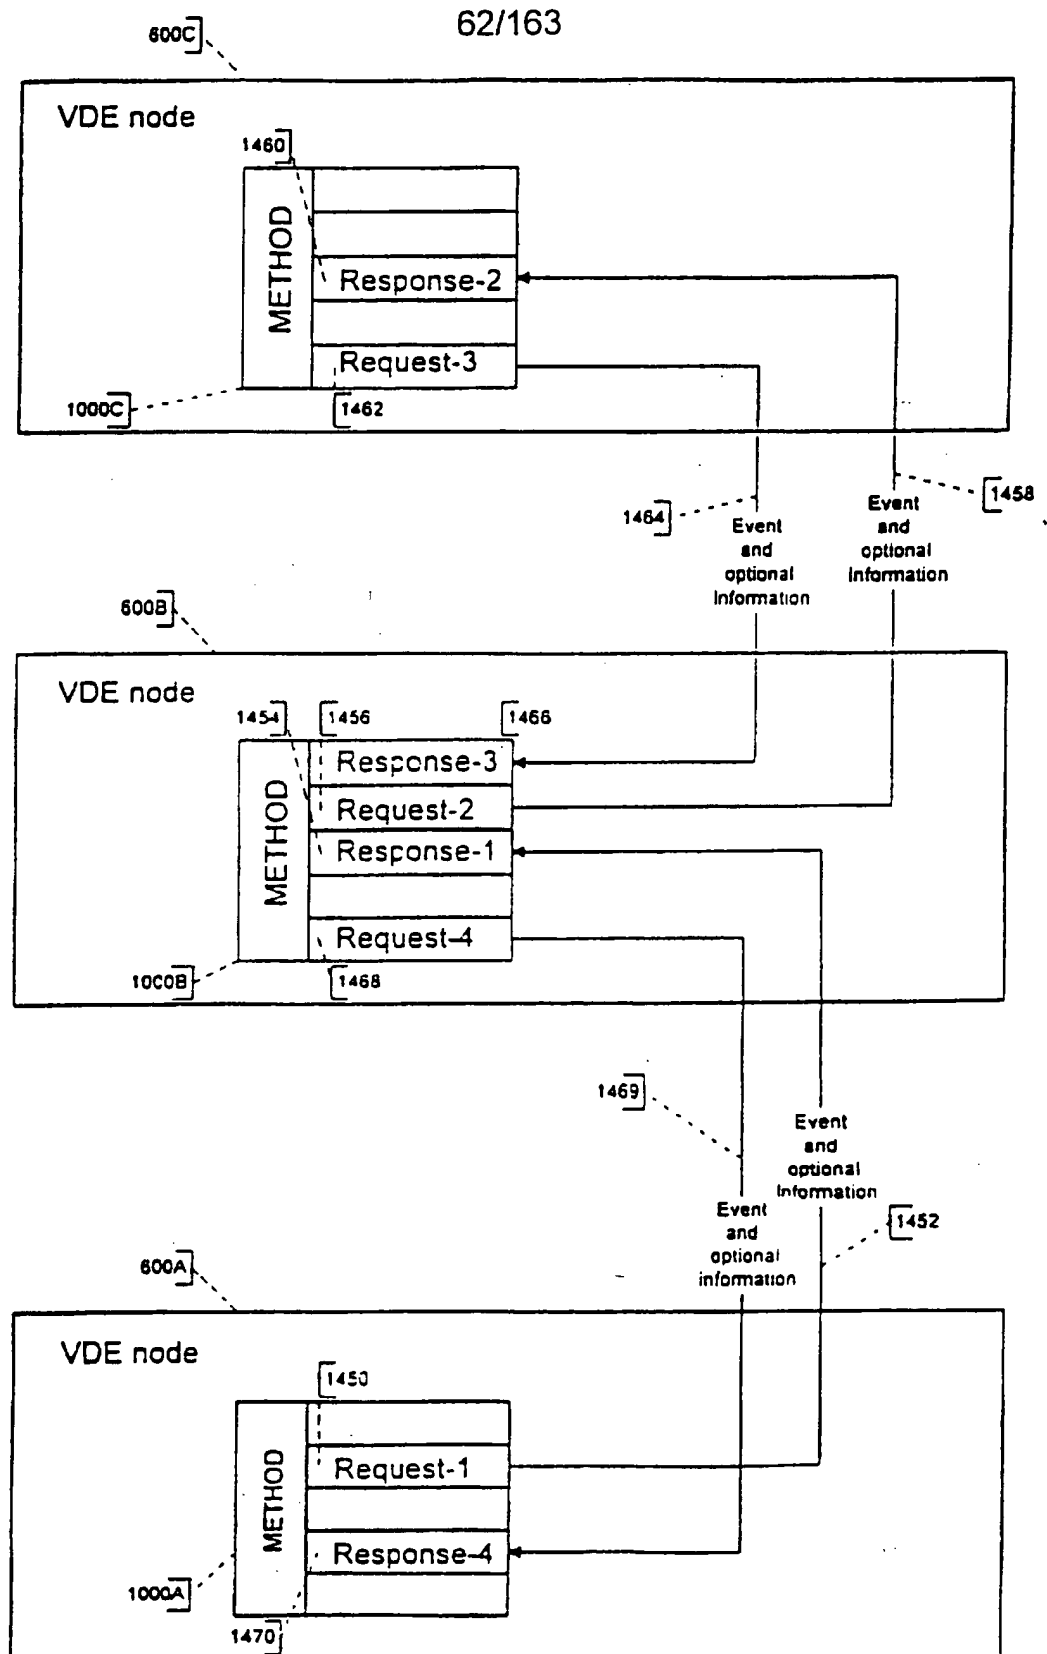 62/163
600C
VDE node
1460
METHOD
Response-2
Request-3
1000C
1462
1464
1458
Event
and
optional
Information
Event
and
optional
Information
600B
VDE node
1454
1456
1466
METHOD
Response-3
Request-2
Response-1
Request-4
1000B
1468
1469
Event
and
optional
Information
1452
Event
and
optional
information
600A
VDE node
1450
METHOD
Request-1
Response-4
1000A
1470